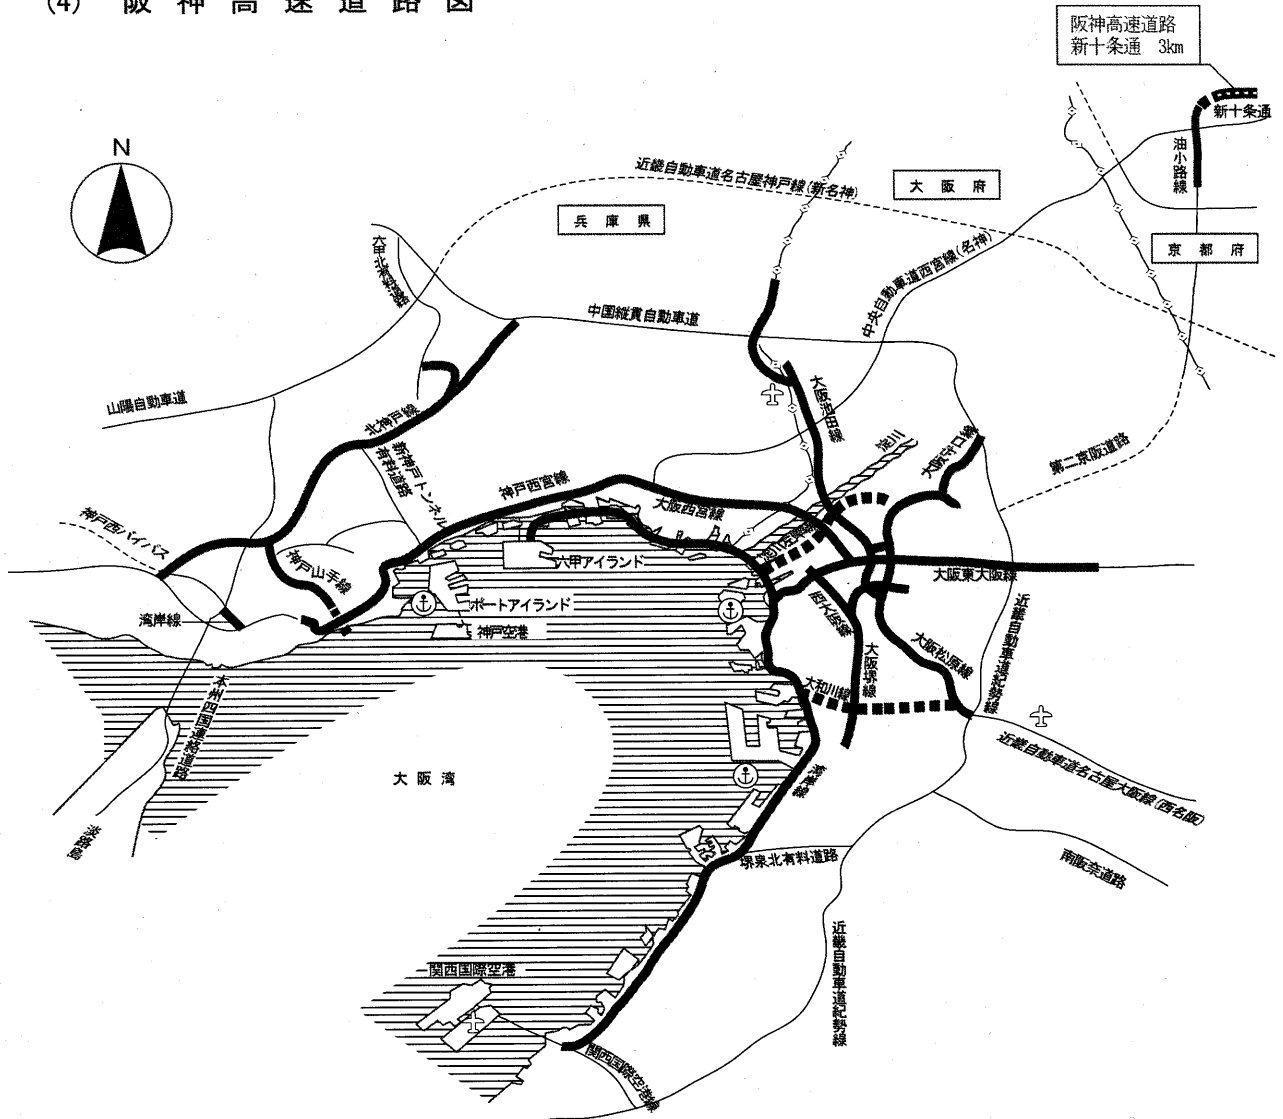 (4) 阪神高速道路図
阪神高速道路
新十条通 3km
新十条通
油小路線
N
近畿自動車道名古屋神戸線(新名神)
大阪府
兵庫県
京都府
中央自動車道西宮線(名神)
六甲北有料道路
中国縦貫自動車道
山陽自動車道
大阪池田線
北神戸線
淀川
大阪守口線
第二京阪道路
新神戸トンネル
有料道路
神戸西宮線
大阪西宮線
神戸西バイパス
淀川左岸線
六甲アイランド
神戸山手線
大阪東大阪線
ポートアイランド
湾岸線
神戸空港
西大阪線
近畿自動車道紀勢線
大阪松原線
大阪堺線
本州四国連絡道路
大和川線
近畿自動車道名古屋大阪線(西名阪)
大阪湾
湾岸線
淡路島
堺泉北有料道路
南阪奈道路
近畿自動車道紀勢線
関西国際空港
関西国際空港線